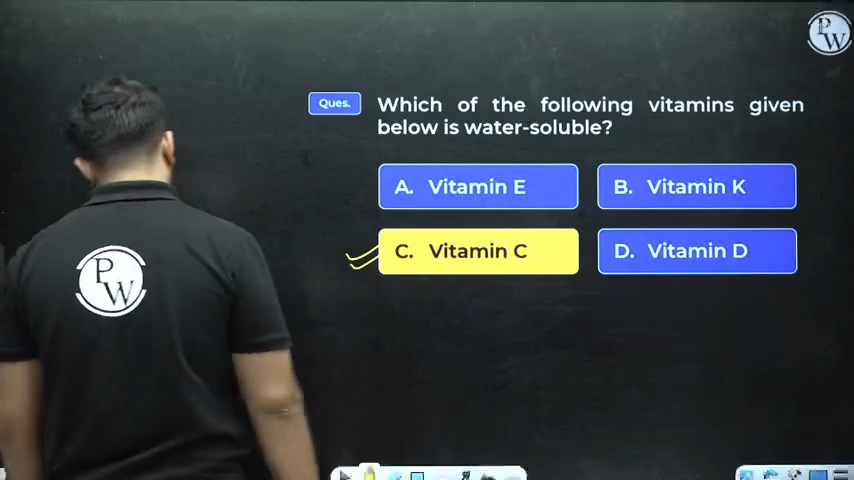 PW
Ques.
Which of the following vitamins given
below is water-soluble?
A. Vitamin E
B. Vitamin K
C. Vitamin C
D. Vitamin D
PW